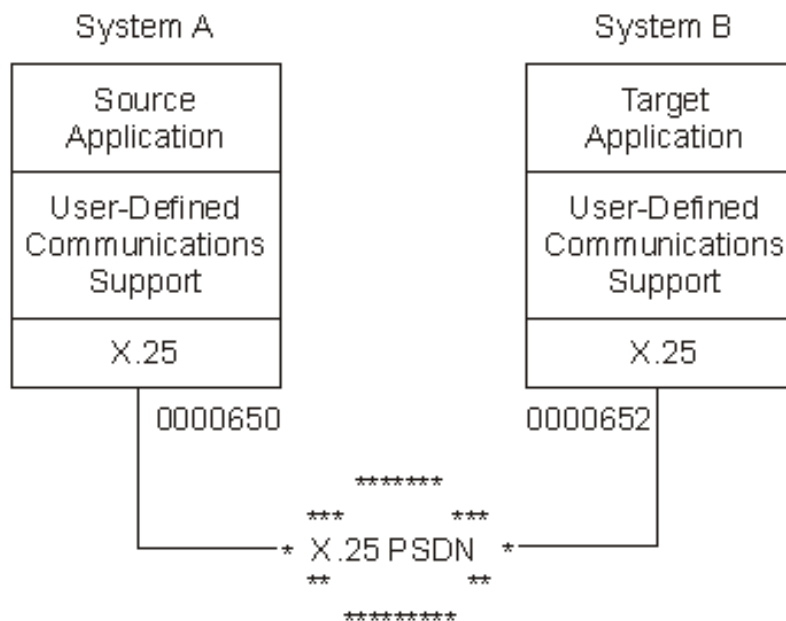 System A
System B
Source
Application
Target
Application
User-Defined
Communications
Support
User-Defined
Communications
Support
X.25
X.25
0000650
0000652
*******
*** ***
* X.25 PSDN *
** **
*********